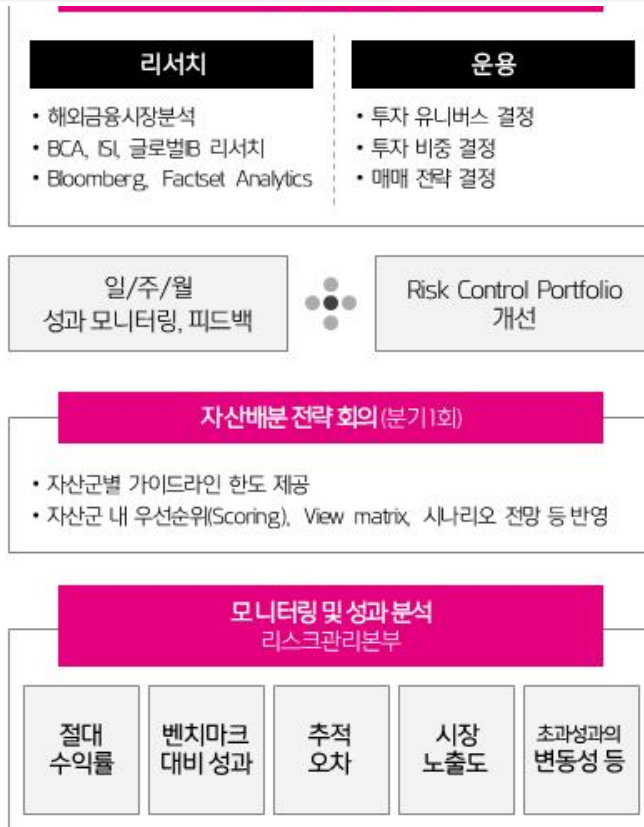 리서치
• 해외금융시장분석
• BCA, ISI, 글로벌IB 리서치
• Bloomberg, Factset Analytics
운용
• 투자 유니버스 결정
• 투자 비중 결정
• 매매 전략 결정
일/주/월
성과 모니터링, 피드백
Risk Control Portfolio
개선
자산배분 전략 회의 (분기1회)
• 자산군별 가이드라인 한도 제공
• 자산군 내 우선순위(Scoring), View matrix, 시나리오 전망 등 반영
모니터링 및 성과 분석
리스크관리본부
절대
수익률
벤치마크
대비 성과
추적
오차
시장
노출도
초과성과의
변동성 등